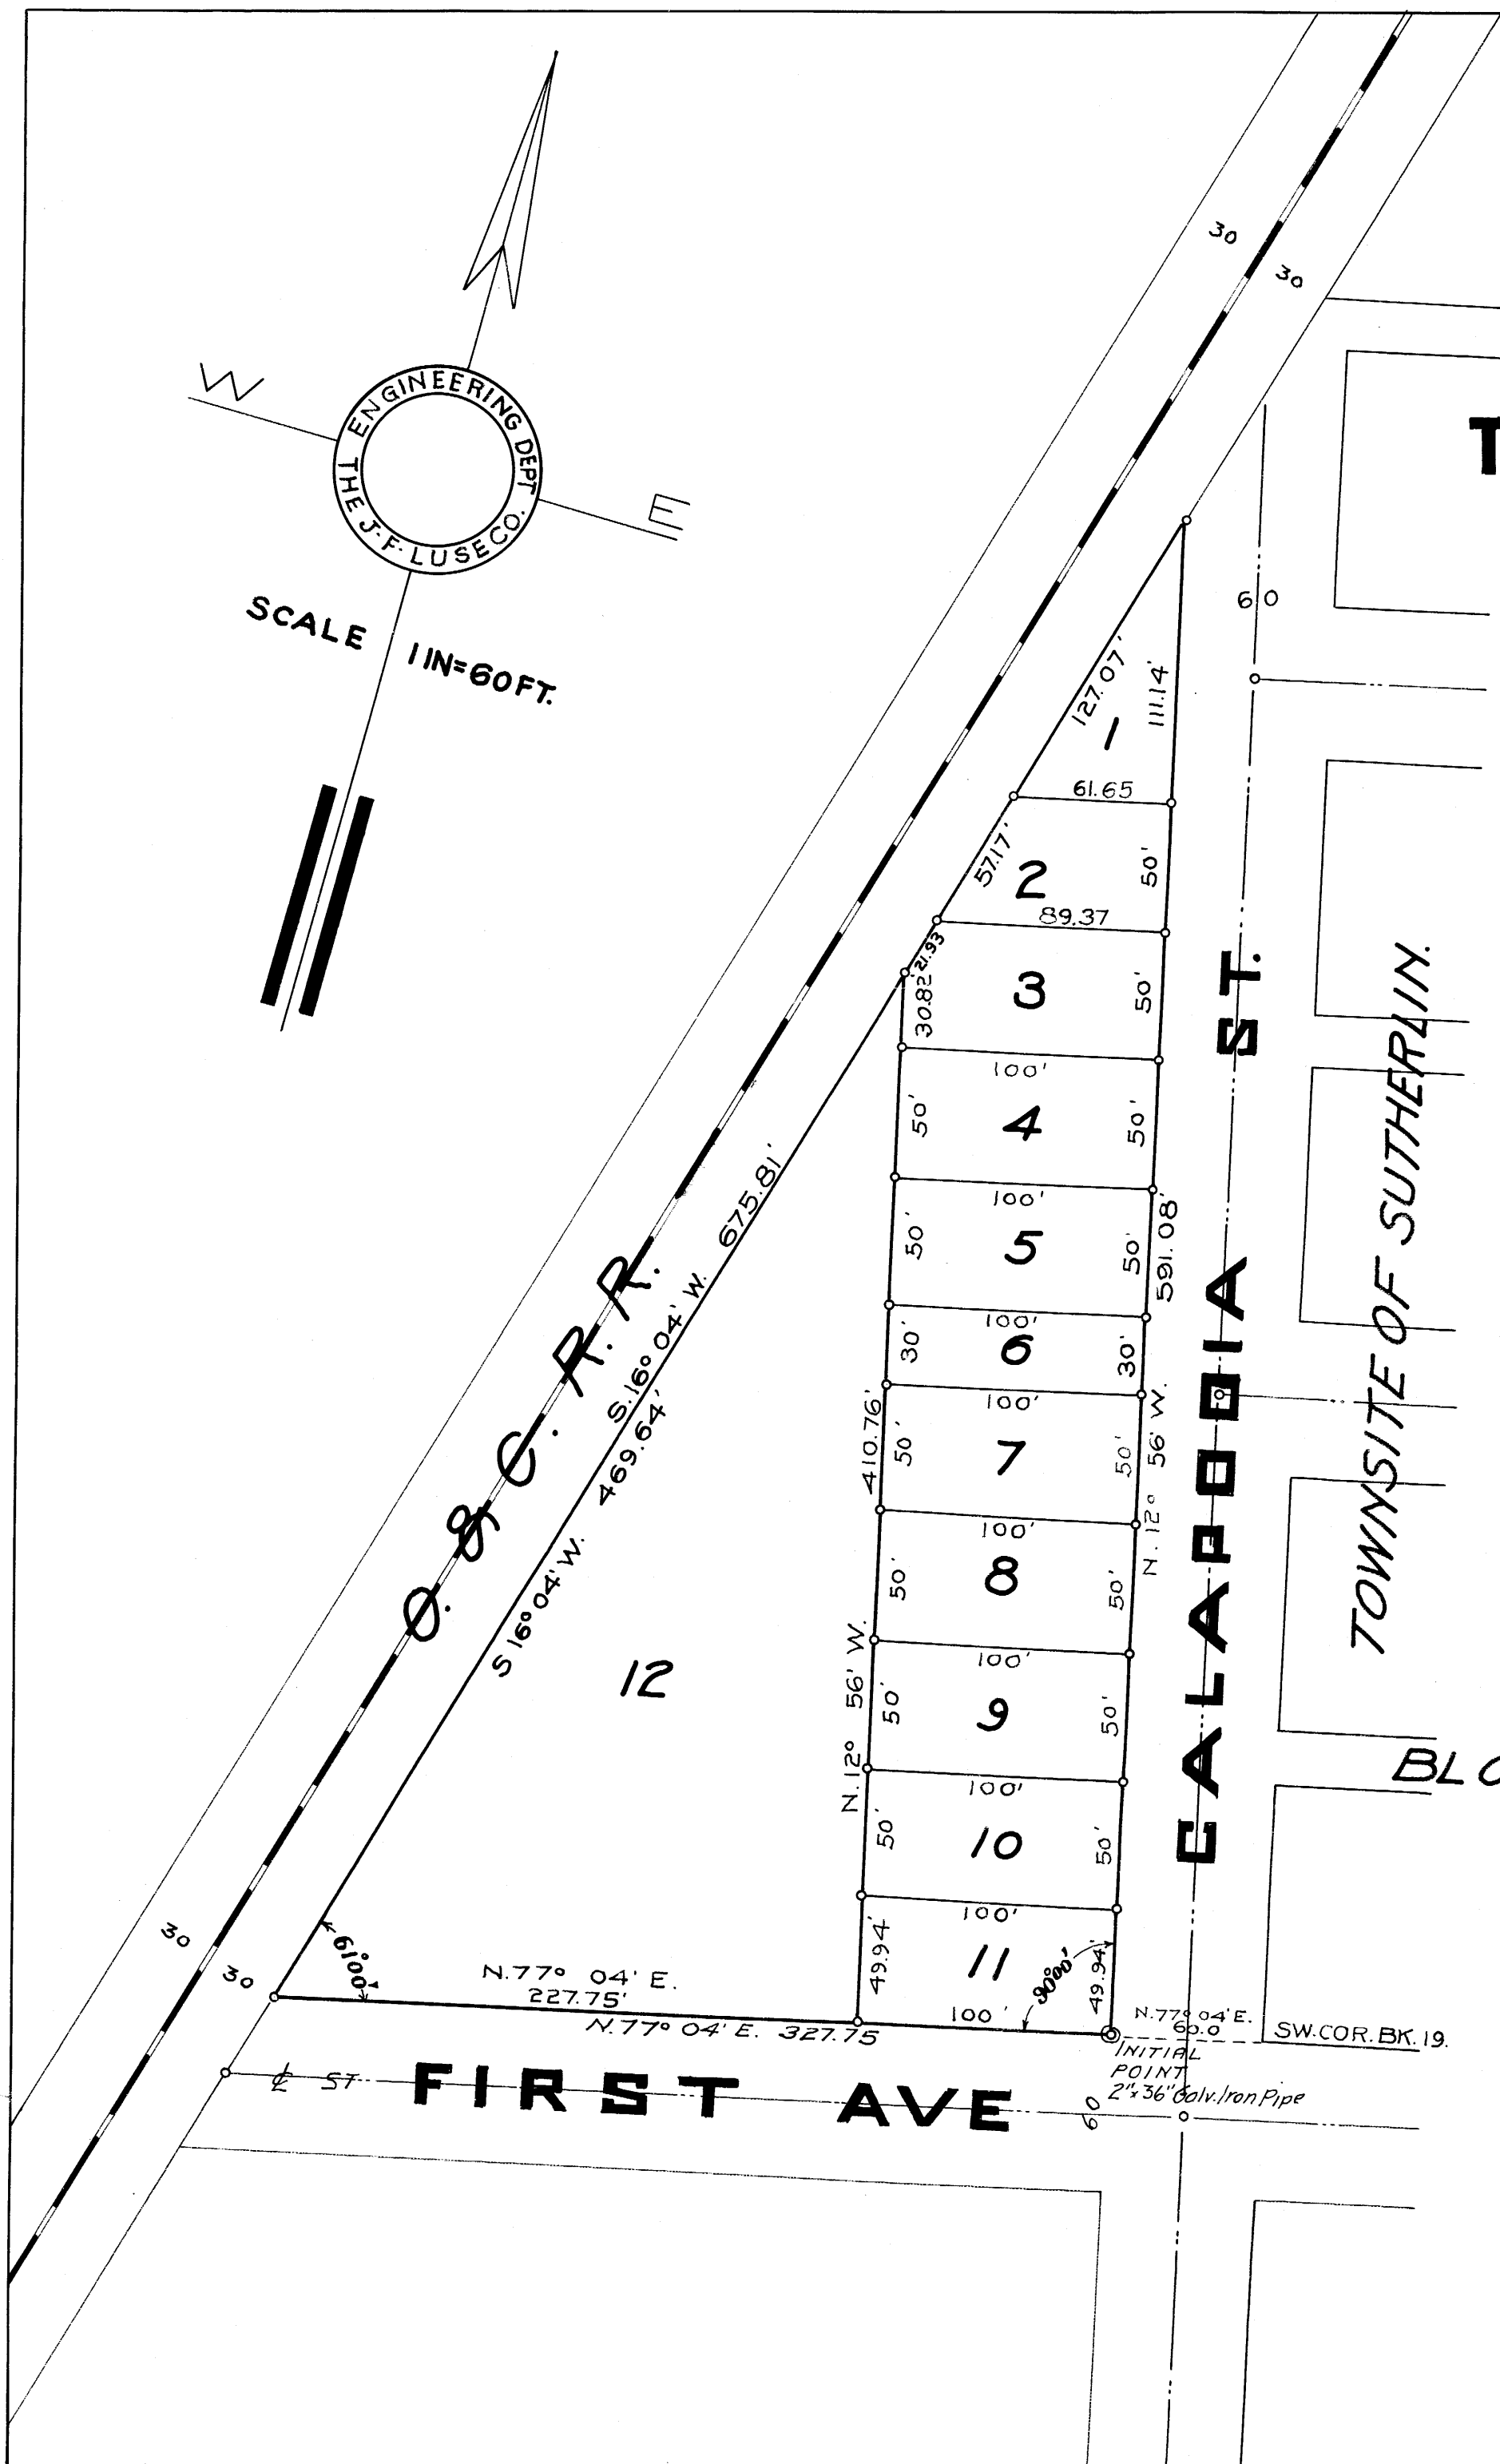 30
30
W
ENGINEERING DEPT
THE J.F. LUSE CO.
E
SCALE 1 IN=60FT.
T
60
127.07'
111.14'
1
61.65
57.17'
2
50'
89.37
21.93
30.82'
3
50'
100'
50'
4
50'
100'
50'
5
50'
591.08'
100'
30'
6
30'
100'
410.76'
50'
7
50'
N. 12° 56' W.
100'
50'
8
50'
100'
N. 12° 56' W.
50'
9
50'
100'
50'
10
50'
100'
49.94'
11
90°00'
49.94'
100'
S. 16° 04' W. 675.81'
S 16° 04' W. 469.64'
O. & C. R. R.
12
CALAPOOIA ST.
TOWNSITE OF SUTHERLIN.
BLO
30
30
61°00'
N. 77° 04' E.
227.75'
N. 77° 04' E. 327.75
N. 77° 04' E.
60.0
SW. COR. BK. 19.
INITIAL
POINT
2"x36" Galv. Iron Pipe
℄ ST
FIRST AVE
60